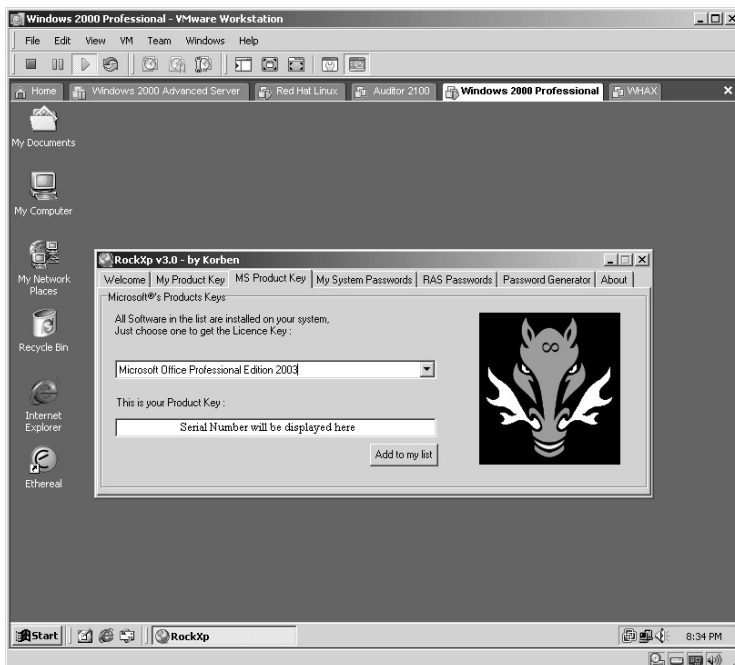 Windows 2000 Professional - VMware Workstation
File Edit View VM Team Windows Help
Home Windows 2000 Advanced Server Red Hat Linux Auditor 2100 Windows 2000 Professional WHAX
My Documents
My Computer
My Network
Places
Recycle Bin
Internet
Explorer
Ethereal
RockXp v3.0 - by Korben
Welcome My Product Key MS Product Key My System Passwords RAS Passwords Password Generator About
Microsoft®'s Products Keys
All Software in the list are installed on your system,
Just choose one to get the Licence Key :
Microsoft Office Professional Edition 2003
This is your Product Key :
Serial Number will be displayed here
Add to my list
Start RockXp 8:34 PM